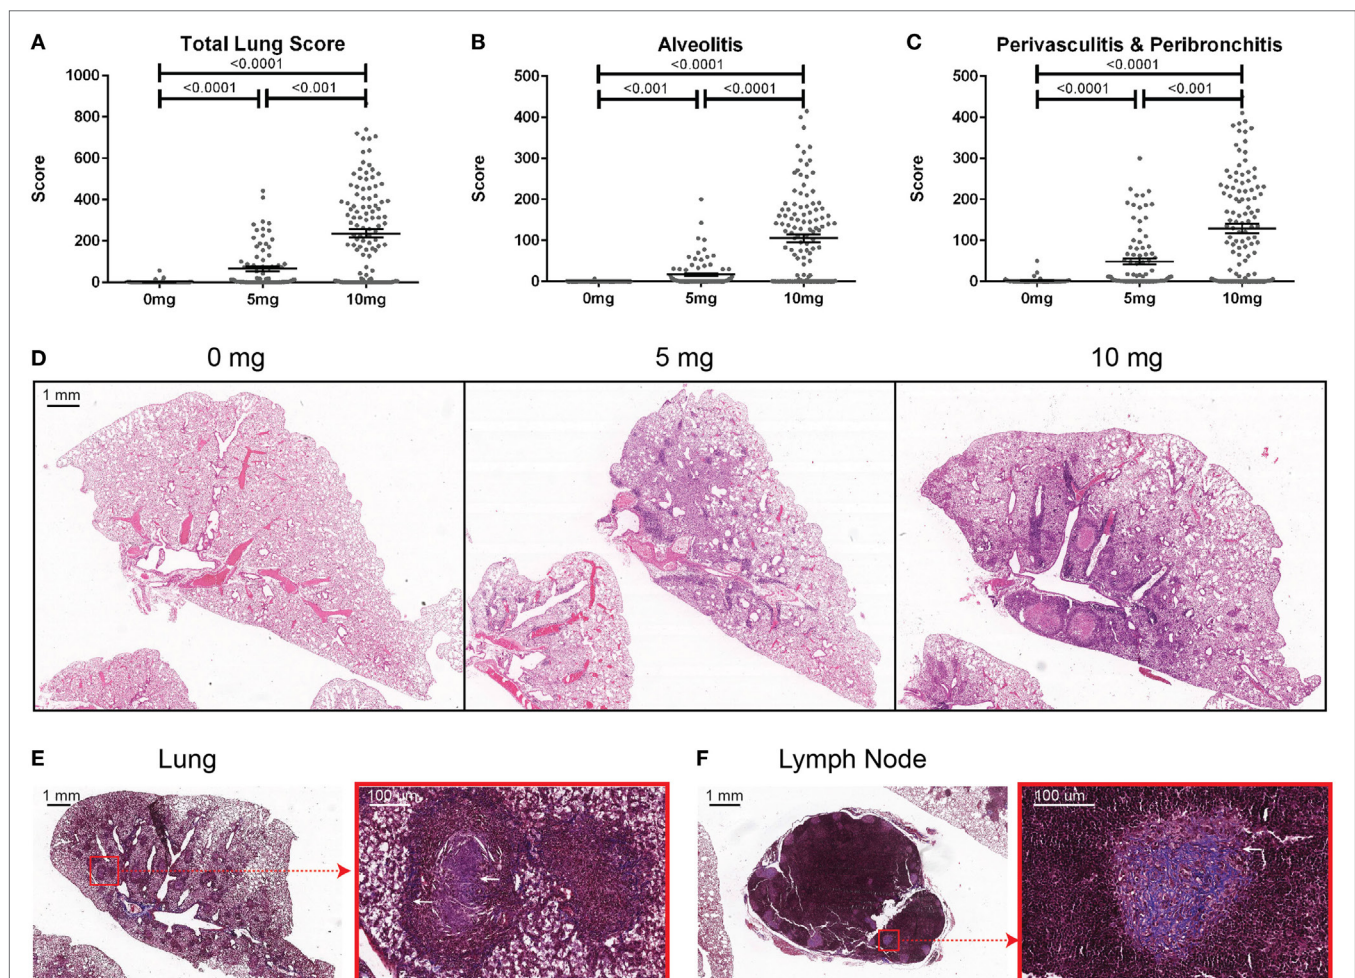 A Total Lung Score
<0.0001
<0.0001 <0.001
1000
800
600
400
200
0
Score
0mg 5mg 10mg
B Alveolitis
<0.0001
<0.001 <0.0001
500
400
300
200
100
0
Score
0mg 5mg 10mg
C Perivasculitis & Peribronchitis
<0.0001
<0.0001 <0.001
500
400
300
200
100
0
Score
0mg 5mg 10mg
D 0 mg 5 mg 10 mg
1 mm
E Lung
1 mm
100 um
F Lymph Node
1 mm
100 um